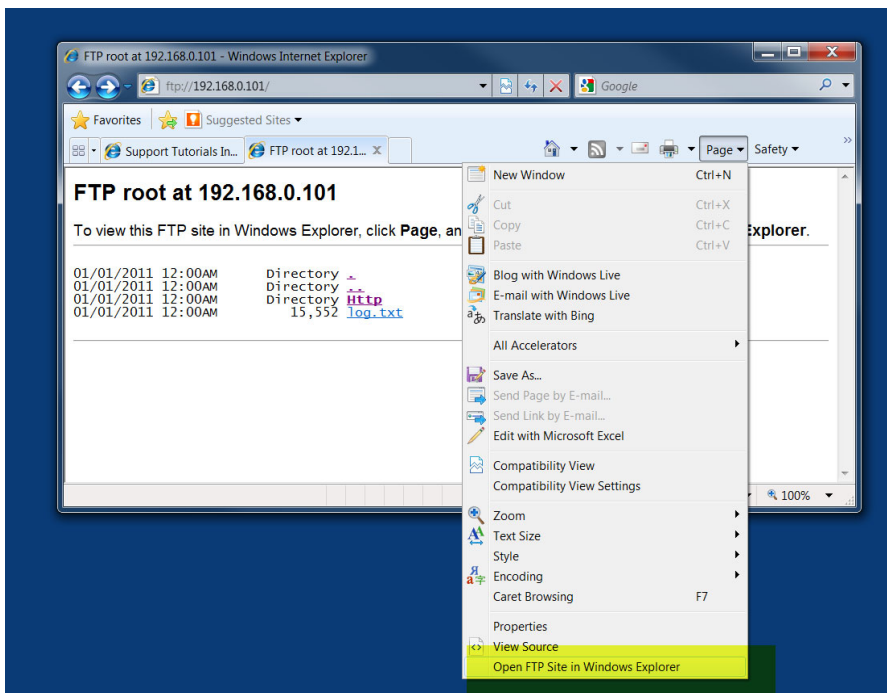 FTP root at 192.168.0.101 - Windows Internet Explorer
ftp://192.168.0.101/
Google
Favorites
Suggested Sites
Support Tutorials In...
FTP root at 192.1...
Page
Safety
FTP root at 192.168.0.101
To view this FTP site in Windows Explorer, click Page, an
xplorer.
01/01/2011 12:00AM Directory .
01/01/2011 12:00AM Directory ..
01/01/2011 12:00AM Directory Http
01/01/2011 12:00AM 15,552 log.txt
New Window Ctrl+N
Cut Ctrl+X
Copy Ctrl+C
Paste Ctrl+V
Blog with Windows Live
E-mail with Windows Live
Translate with Bing
All Accelerators
Save As...
Send Page by E-mail...
Send Link by E-mail...
Edit with Microsoft Excel
Compatibility View
Compatibility View Settings
Zoom
Text Size
Style
Encoding
Caret Browsing F7
Properties
View Source
Open FTP Site in Windows Explorer
100%